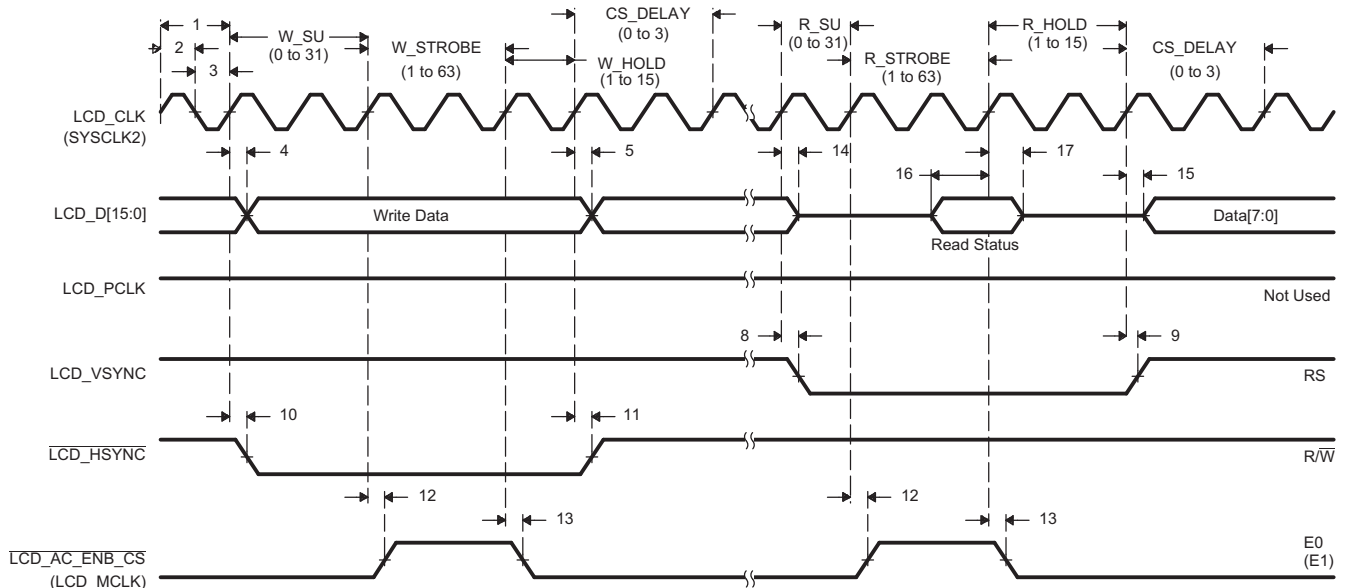 1
2
3
W_SU
(0 to 31)
W_STROBE
(1 to 63)
CS_DELAY
(0 to 3)
W_HOLD
(1 to 15)
R_SU
(0 to 31)
R_STROBE
(1 to 63)
R_HOLD
(1 to 15)
CS_DELAY
(0 to 3)
LCD_CLK
(SYSCLK2)
4
5
14
16
17
15
LCD_D[15:0]
Write Data
Read Status
Data[7:0]
LCD_PCLK
Not Used
8
9
LCD_VSYNC
RS
10
11
LCD_HSYNC
R/W
12
13
12
13
LCD_AC_ENB_CS
(LCD_MCLK)
E0
(E1)